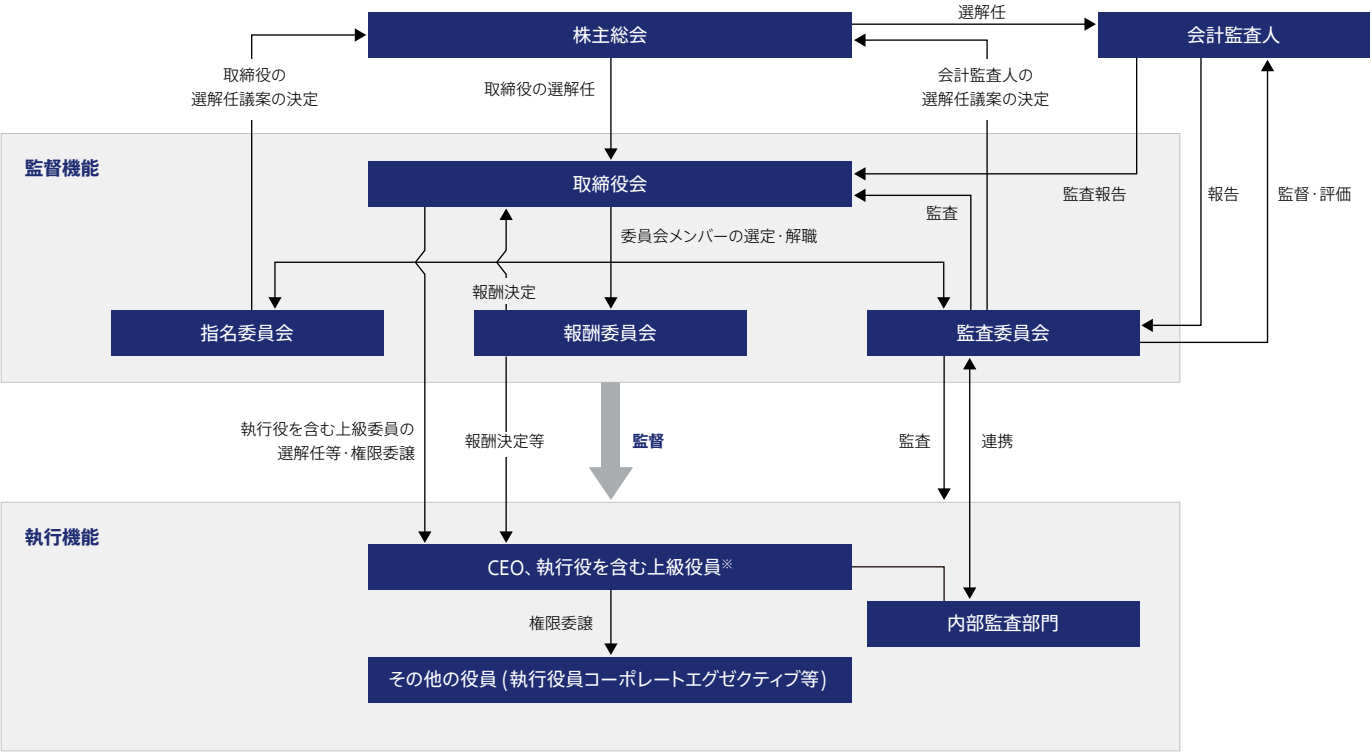 選解任
株主総会
会計監査人
取締役の
選解任議案の決定
取締役の選解任
会計監査人の
選解任議案の決定
監督機能
取締役会
監査
監査報告
報告
監督･評価
委員会メンバーの選定･解職
報酬決定
指名委員会
報酬委員会
監査委員会
執行役を含む上級委員の
選解任等･権限委譲
報酬決定等
監督
監査
連携
執行機能
CEO、執行役を含む上級役員※
内部監査部門
権限委譲
その他の役員 (執行役員コーポレートエグゼクティブ等)